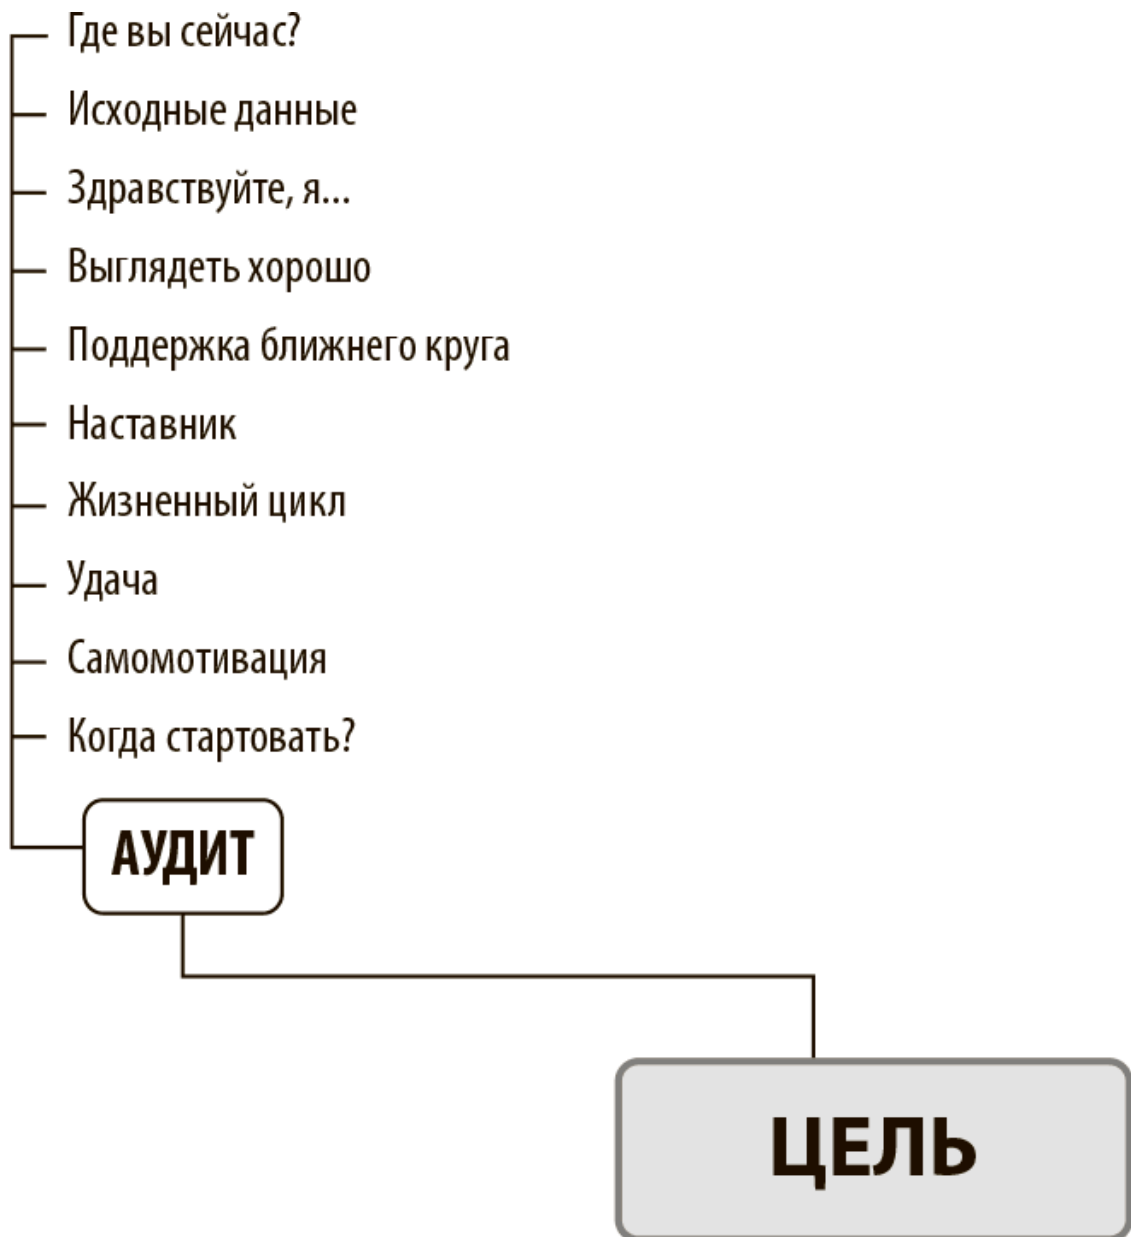 Где вы сейчас?
Исходные данные
Здравствуйте, я...
Выглядеть хорошо
Поддержка ближнего круга
Наставник
Жизненный цикл
Удача
Самомотивация
Когда стартовать?
АУДИТ
ЦЕЛЬ